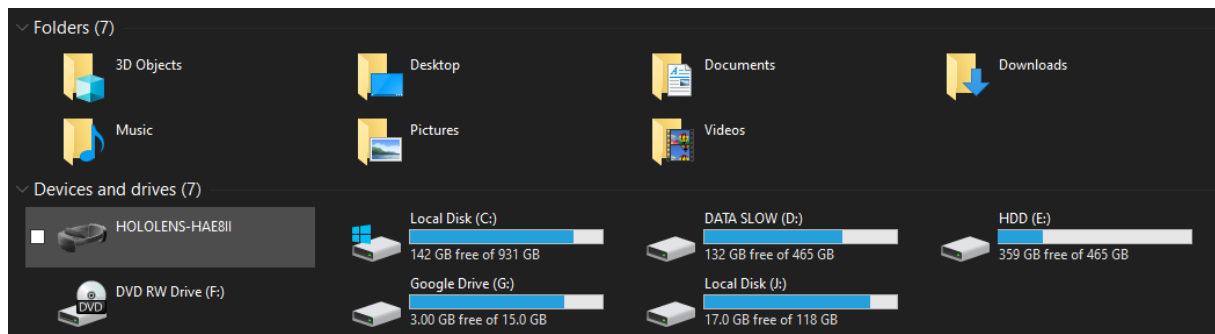 Folders (7)
3D Objects
Desktop
Documents
Downloads
Music
Pictures
Videos
Devices and drives (7)
HOLOLENS-HAE8II
Local Disk (C:)
142 GB free of 931 GB
DATA SLOW (D:)
132 GB free of 465 GB
HDD (E:)
359 GB free of 465 GB
DVD RW Drive (F:)
DVD
Google Drive (G:)
3.00 GB free of 15.0 GB
Local Disk (J:)
17.0 GB free of 118 GB